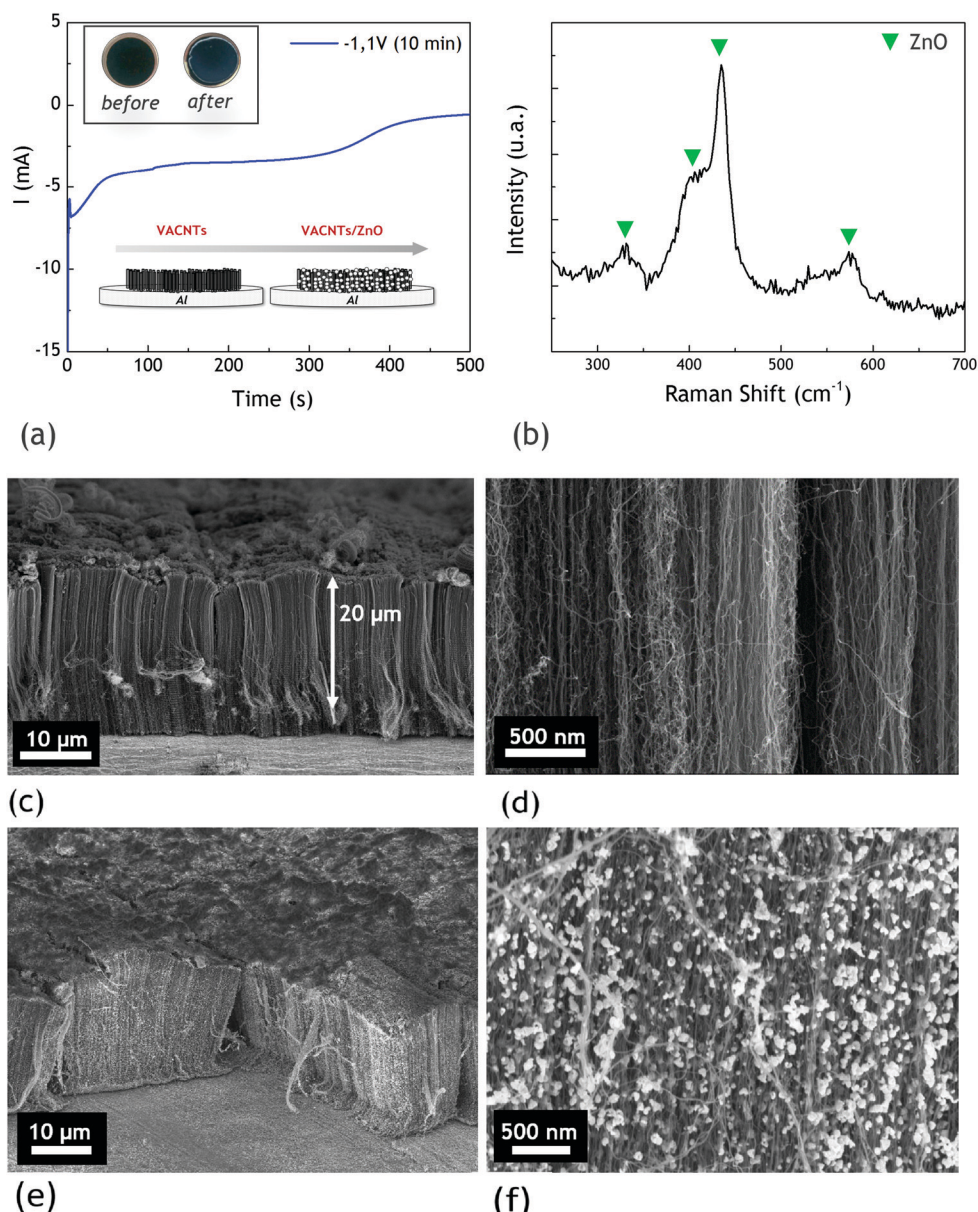 -1,1V (10 min)
before after
I (mA)
0
-5
-10
-15
VACNTs VACNTs/ZnO
Al Al
0 100 200 300 400 500
Time (s)
(a)
ZnO
Intensity (u.a.)
300 400 500 600 700
Raman Shift (cm-1)
(b)
20 µm
10 µm
(c)
500 nm
(d)
10 µm
(e)
500 nm
(f)